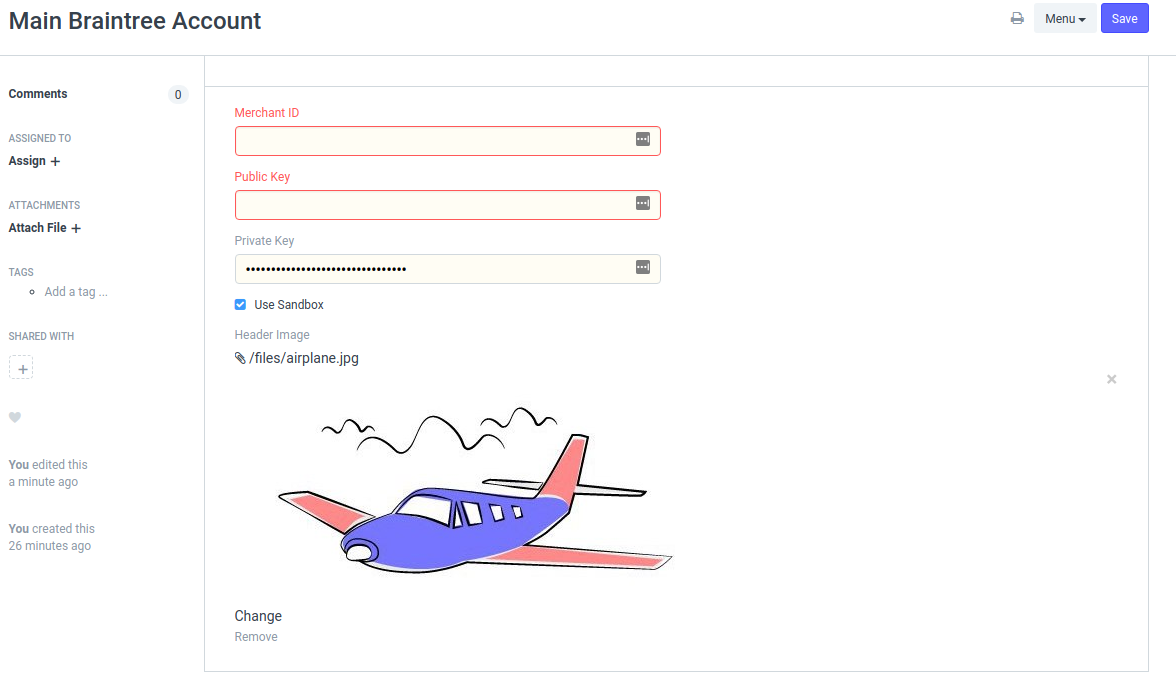 Main Braintree Account
Menu
Save
Comments
0
ASSIGNED TO
Assign +
ATTACHMENTS
Attach File +
TAGS
Add a tag ...
SHARED WITH
+
You edited this
a minute ago
You created this
26 minutes ago
Merchant ID
Public Key
Private Key
••••••••••••••••••••••••••••••••
Use Sandbox
Header Image
/files/airplane.jpg
×
Change
Remove